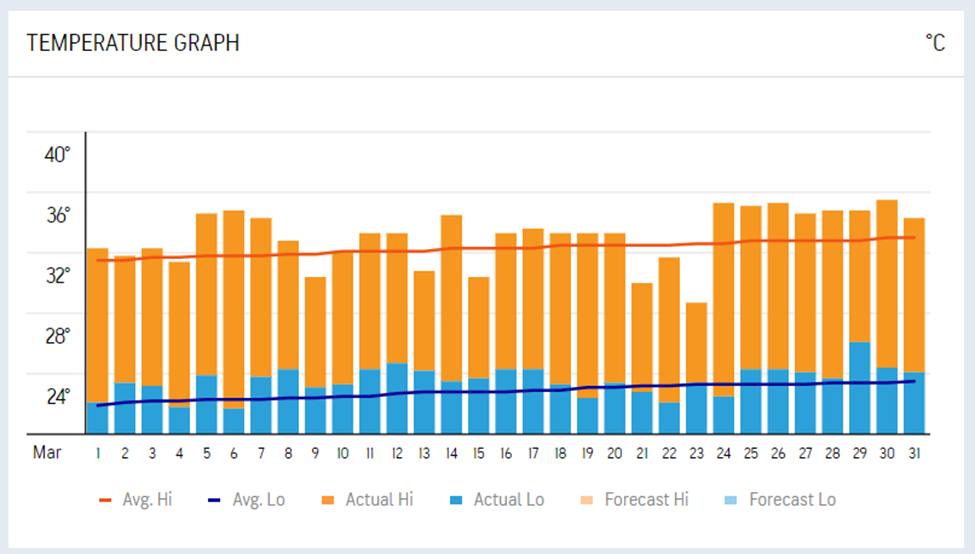 TEMPERATURE GRAPH °C
40°
36°
32°
28°
24°
Mar 1 2 3 4 5 6 7 8 9 10 11 12 13 14 15 16 17 18 19 20 21 22 23 24 25 26 27 28 29 30 31
Avg. Hi Avg. Lo Actual Hi Actual Lo Forecast Hi Forecast Lo